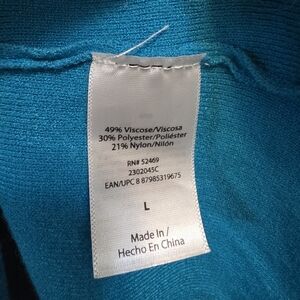 49% Viscose/Viscosa
30% Polyester/Poliéster
21% Nylon/Nilón
RN# 52469
2302045C
EAN/UPC 8 87985319675
L
Made In /
Hecho En China